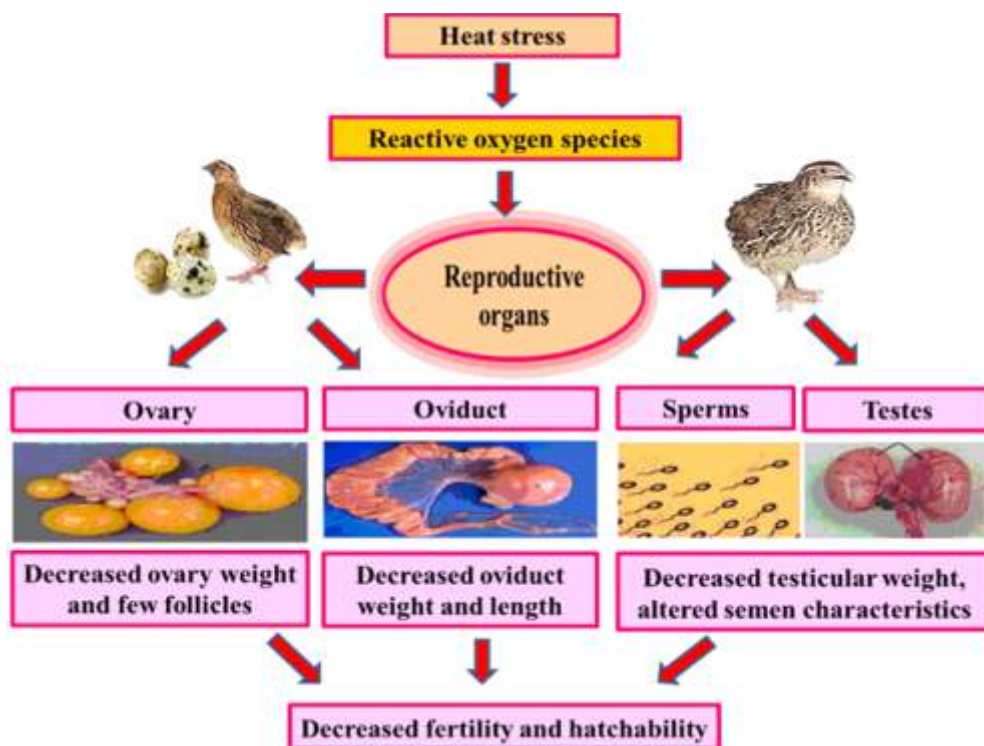 Heat stress
Reactive oxygen species
Reproductive
organs
Ovary
Oviduct
Sperms
Testes
Decreased ovary weight
and few follicles
Decreased oviduct
weight and length
Decreased testicular weight,
altered semen characteristics
Decreased fertility and hatchability